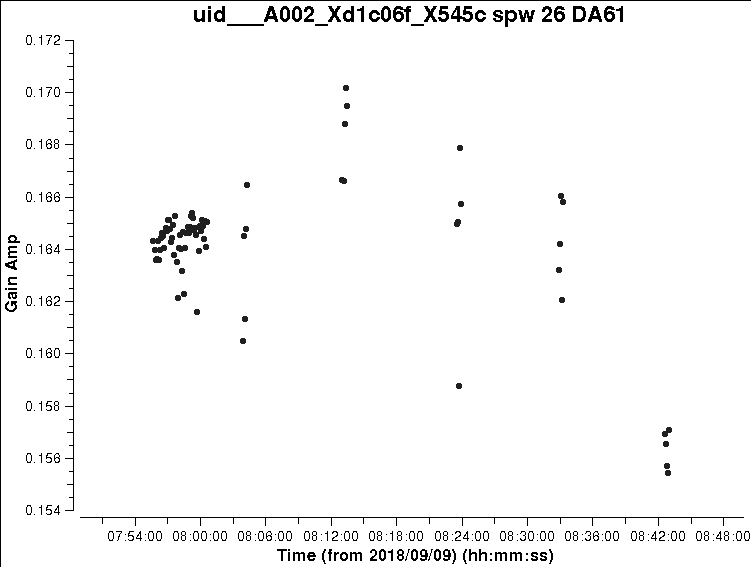 uid___A002_Xd1c06f_X545c spw 26 DA61
0.172
0.170
0.168
0.166
0.164
0.162
0.160
0.158
0.156
0.154
Gain Amp
07:54:00 08:00:00 08:06:00 08:12:00 08:18:00 08:24:00 08:30:00 08:36:00 08:42:00 08:48:00
Time (from 2018/09/09) (hh:mm:ss)